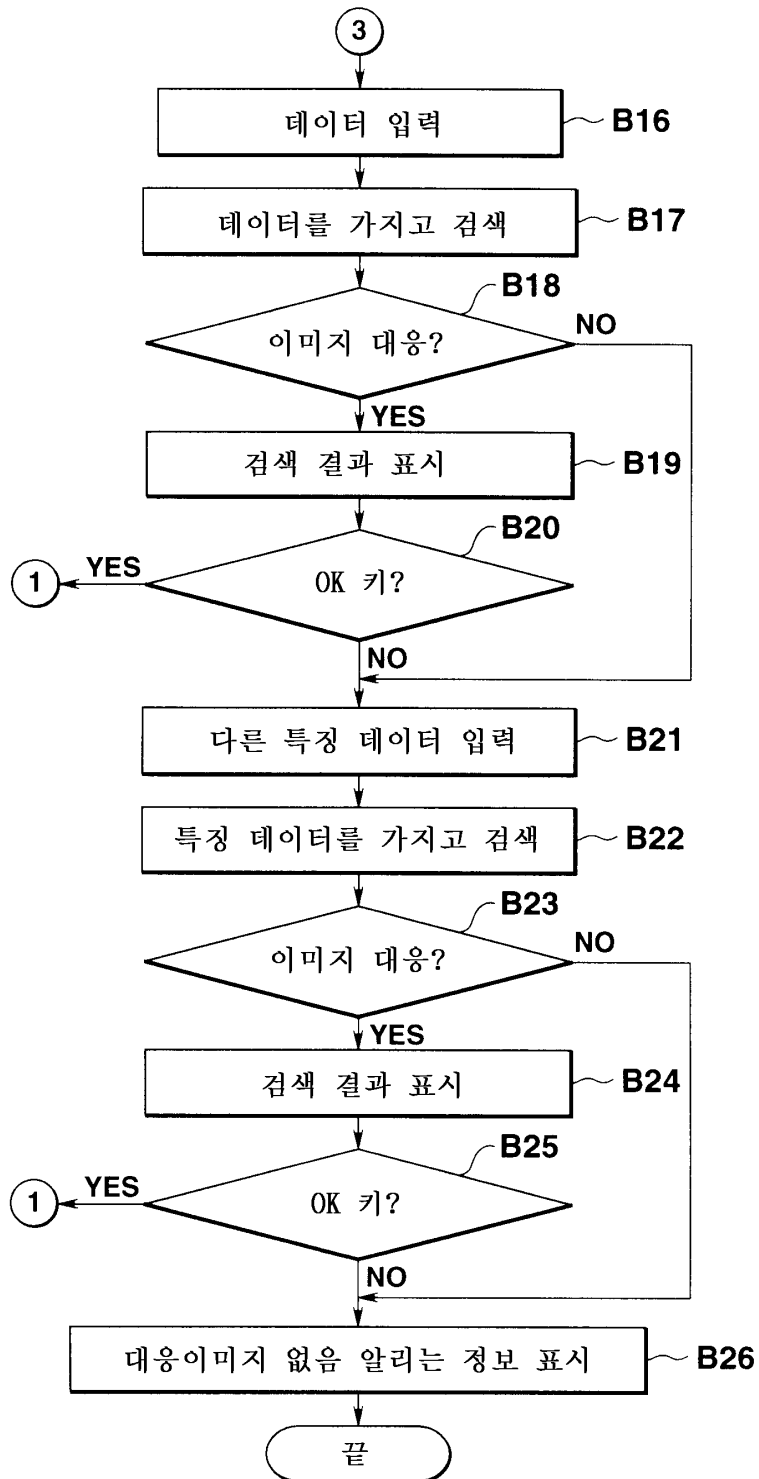 3
데이터 입력 B16
데이터를 가지고 검색 B17
B18
이미지 대응? NO
YES
검색 결과 표시 B19
B20
1 YES OK 키?
NO
다른 특징 데이터 입력 B21
특징 데이터를 가지고 검색 B22
B23
이미지 대응? NO
YES
검색 결과 표시 B24
B25
1 YES OK 키?
NO
대응이미지 없음 알리는 정보 표시 B26
끝